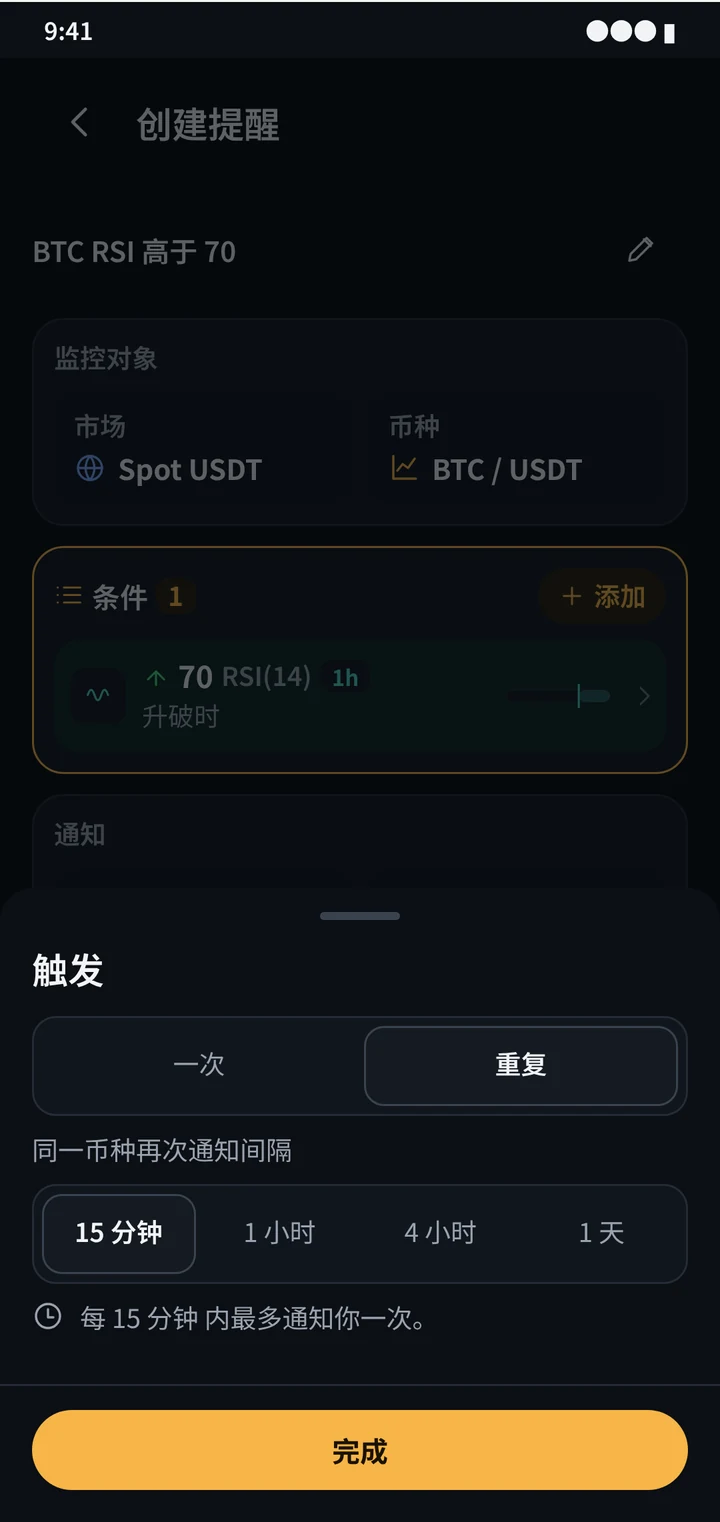 9:41
创建提醒
BTC RSI 高于 70
监控对象
市场
币种
Spot USDT
BTC / USDT
条件 1
+ 添加
70 RSI(14) 1h
升破时
通知
触发
一次
重复
同一币种再次通知间隔
15 分钟
1 小时
4 小时
1 天
每 15 分钟 内最多通知你一次。
完成